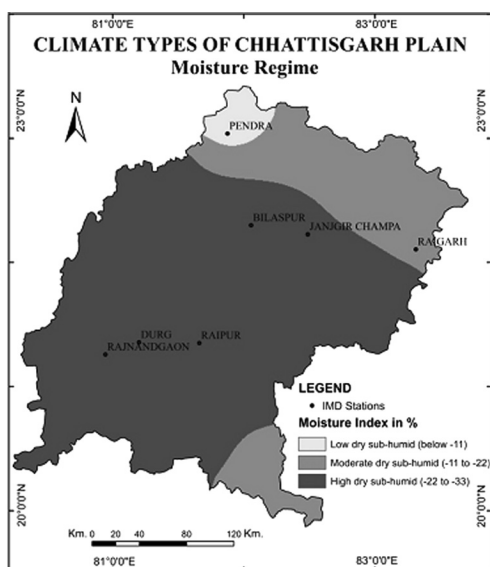 81°0'0"E 83°0'0"E
CLIMATE TYPES OF CHHATTISGARH PLAIN
Moisture Regime
N
23°0'0"N
23°0'0"N
PENDRA
BILASPUR
JANJGIR CHAMPA
RAIGARH
DURG
RAIPUR
RAJNANDGAON
LEGEND
IMD Stations
Moisture Index in %
Low dry sub-humid (below -11)
Moderate dry sub-humid (-11 to -22)
High dry sub-humid (-22 to -33)
20°0'0"N
20°0'0"N
Km. 0 20 40 80 120 Km.
81°0'0"E 83°0'0"E